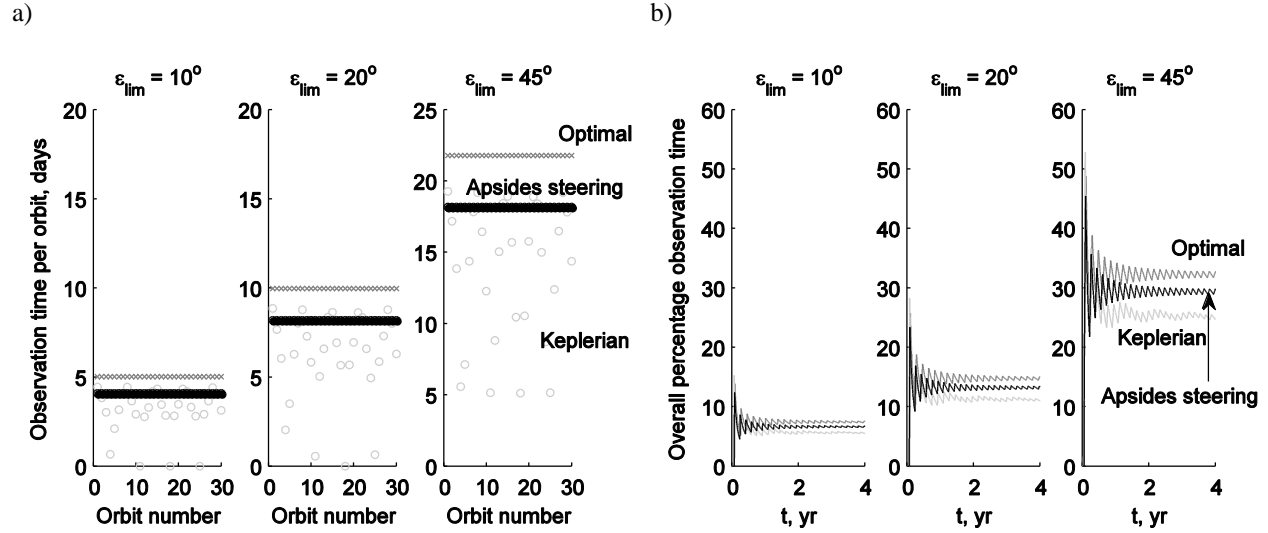 a)
b)
ε_lim = 10°
ε_lim = 20°
ε_lim = 45°
Observation time per orbit, days
20
15
10
5
0
20
15
10
5
0
25
20
15
10
5
0
Optimal
Apsides steering
Keplerian
0 10 20 30
0 10 20 30
0 10 20 30
Orbit number
Orbit number
Orbit number
ε_lim = 10°
ε_lim = 20°
ε_lim = 45°
Overall percentage observation time
60
50
40
30
20
10
0
60
50
40
30
20
10
0
60
50
40
30
20
10
0
Optimal
Keplerian
Apsides steering
0 2 4
0 2 4
0 2 4
t, yr
t, yr
t, yr